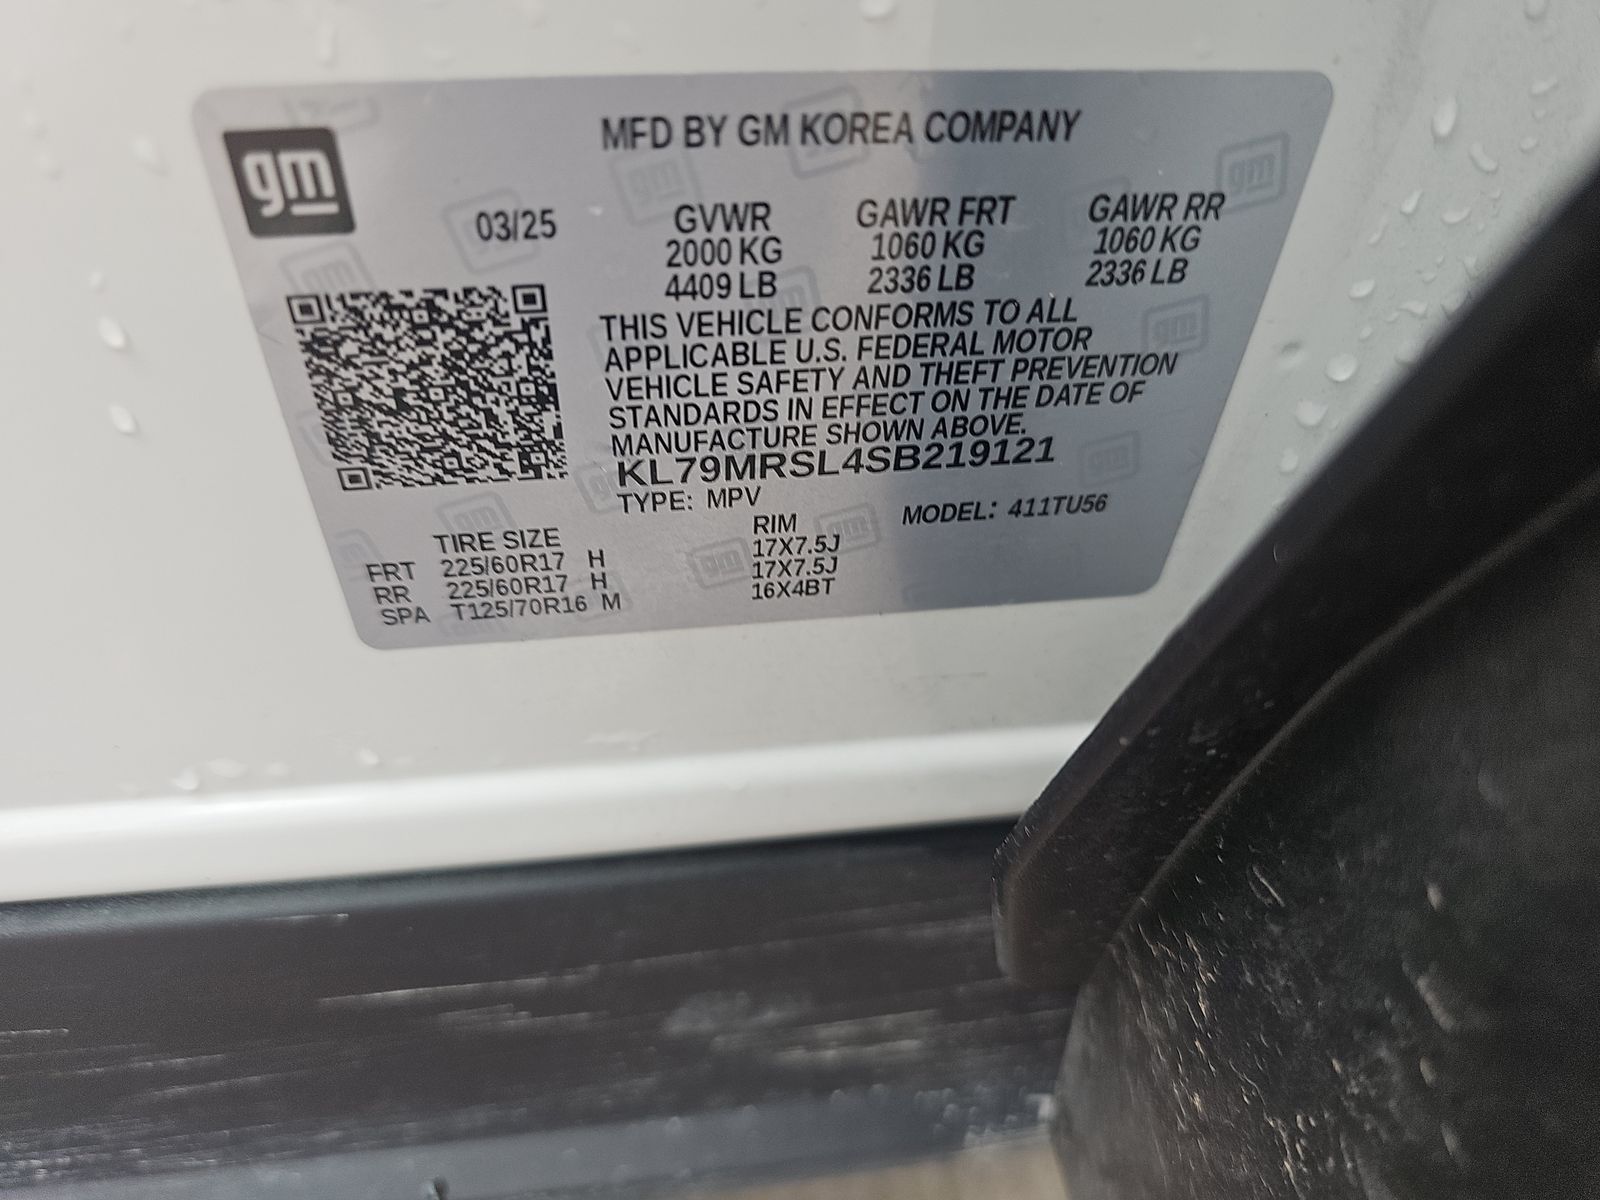 gm
MFD BY GM KOREA COMPANY
03/25
GVWR GAWR FRT GAWR RR
2000 KG 1060 KG 1060 KG
4409 LB 2336 LB 2336 LB
THIS VEHICLE CONFORMS TO ALL
APPLICABLE U.S. FEDERAL MOTOR
VEHICLE SAFETY AND THEFT PREVENTION
STANDARDS IN EFFECT ON THE DATE OF
MANUFACTURE SHOWN ABOVE.
KL79MRSL4SB219121
TYPE: MPV MODEL: 411TU56
TIRE SIZE RIM
FRT 225/60R17 H 17X7.5J
RR 225/60R17 H 17X7.5J
SPA T125/70R16 M 16X4BT